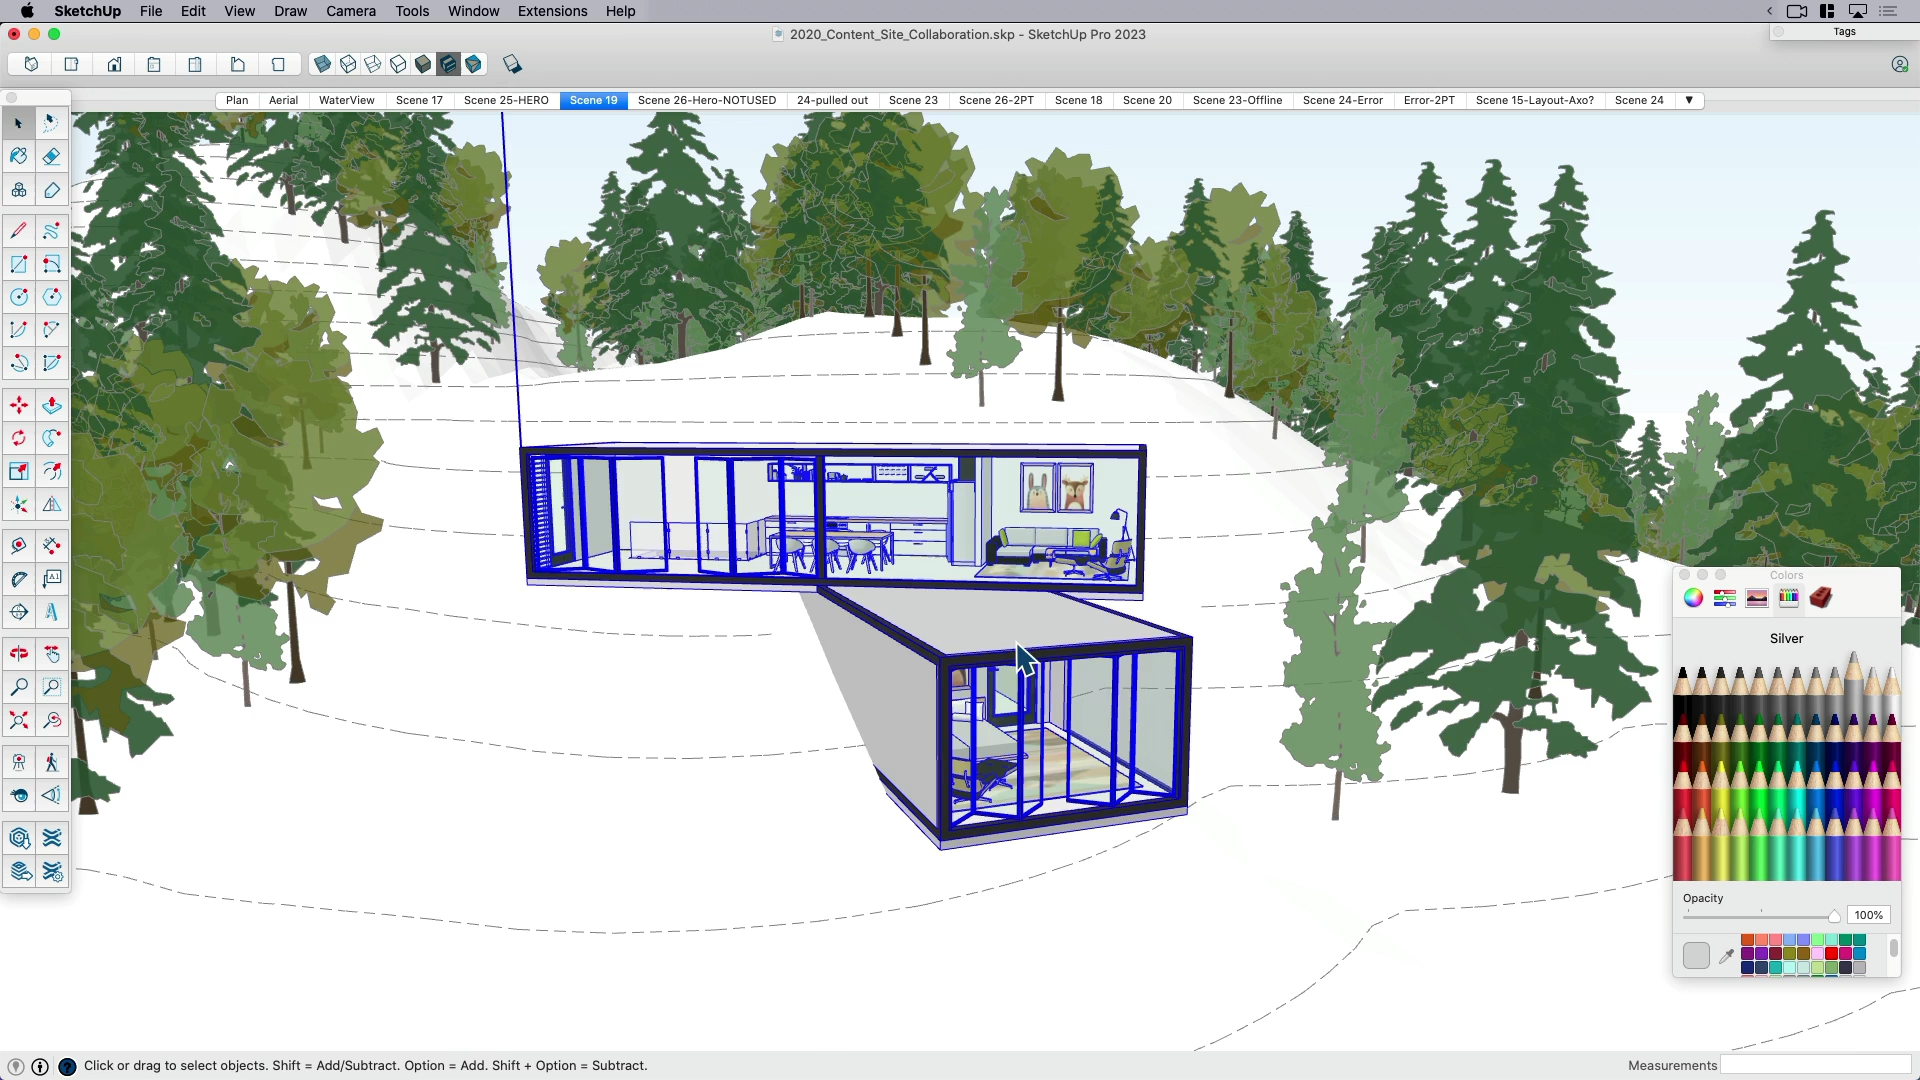 SketchUp File Edit View Draw Camera Tools Window Extensions Help
2020_Content_Site_Collaboration.skp - SketchUp Pro 2023
Tags
Plan Aerial WaterView Scene 17 Scene 25-HERO Scene 19 Scene 26-Hero-NOTUSED 24-pulled out Scene 23 Scene 26-2PT Scene 18 Scene 20 Scene 23-Offline Scene 24-Error Error-2PT Scene 15-Layout-Axo? Scene 24
A1
A
Colors
Silver
Opacity
100%
Click or drag to select objects. Shift = Add/Subtract. Option = Add. Shift + Option = Subtract.
Measurements